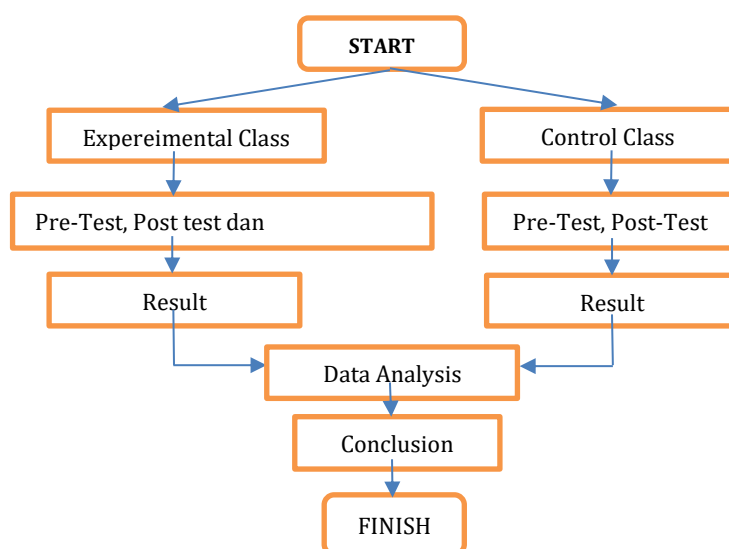 START
Expereimental Class
Control Class
Pre-Test, Post test dan
Pre-Test, Post-Test
Result
Result
Data Analysis
Conclusion
FINISH